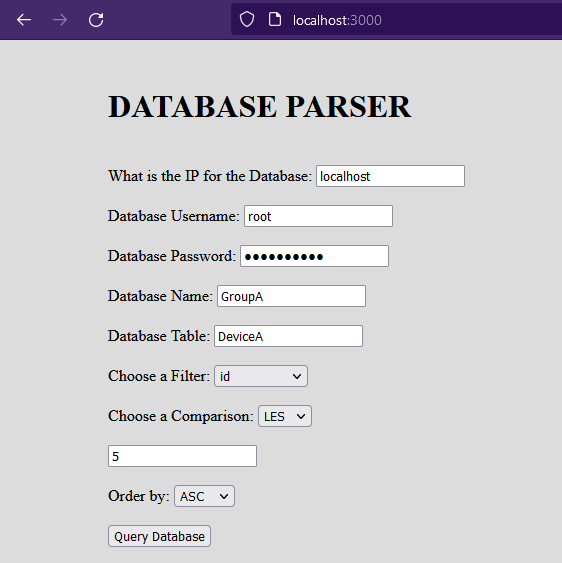 localhost:3000
DATABASE PARSER
What is the IP for the Database: localhost
Database Username: root
Database Password: ●●●●●●●●●●
Database Name: GroupA
Database Table: DeviceA
Choose a Filter: id
Choose a Comparison: LES
5
Order by: ASC
Query Database